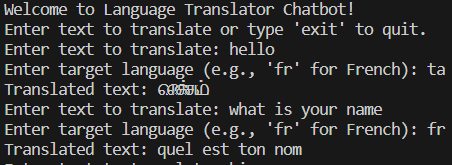 Welcome to Language Translator Chatbot!
Enter text to translate or type 'exit' to quit.
Enter text to translate: hello
Enter target language (e.g., 'fr' for French): ta
Translated text:
Enter text to translate: what is your name
Enter target language (e.g., 'fr' for French): fr
Translated text: quel est ton nom